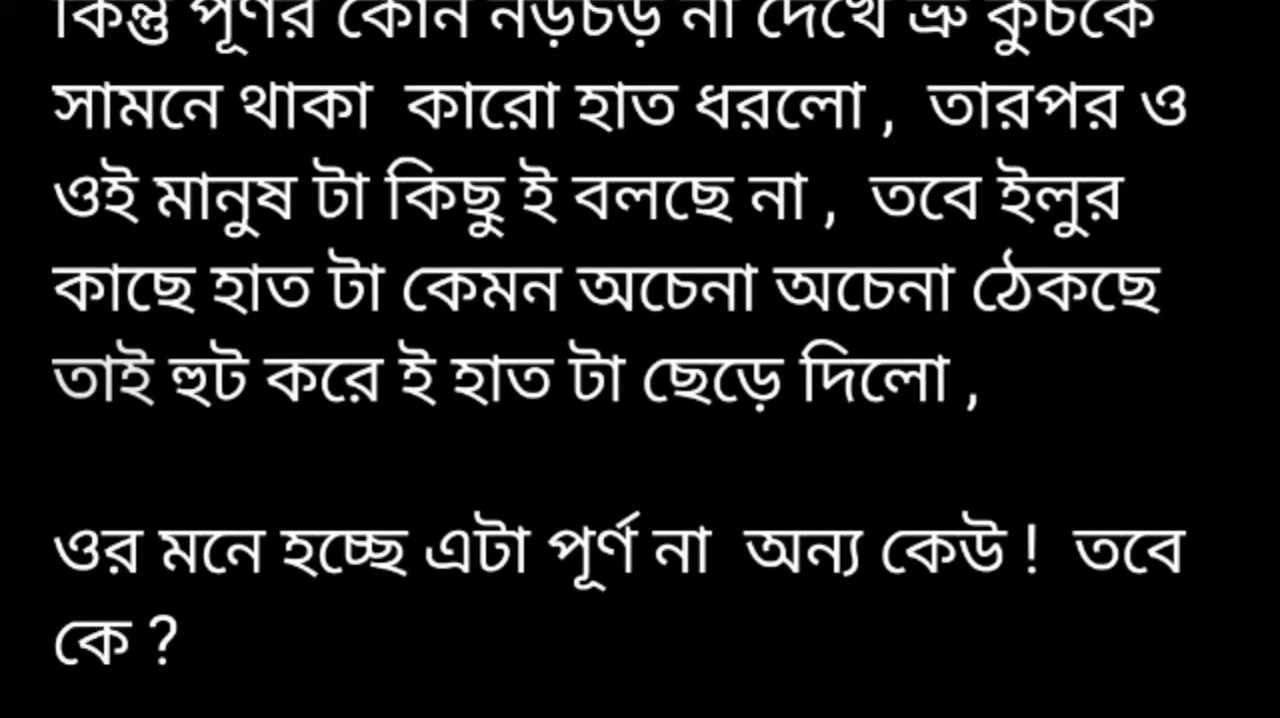 কিন্তু পূর্ণর কোন নড়চড় না দেখে ভ্রু কুচকে
সামনে থাকা কারো হাত ধরলো , তারপর ও
ওই মানুষ টা কিছু ই বলছে না , তবে ইলুর
কাছে হাত টা কেমন অচেনা অচেনা ঠেকছে
তাই হুট করে ই হাত টা ছেড়ে দিলো ,
ওর মনে হচ্ছে এটা পূর্ণ না অন্য কেউ ! তবে
কে ?